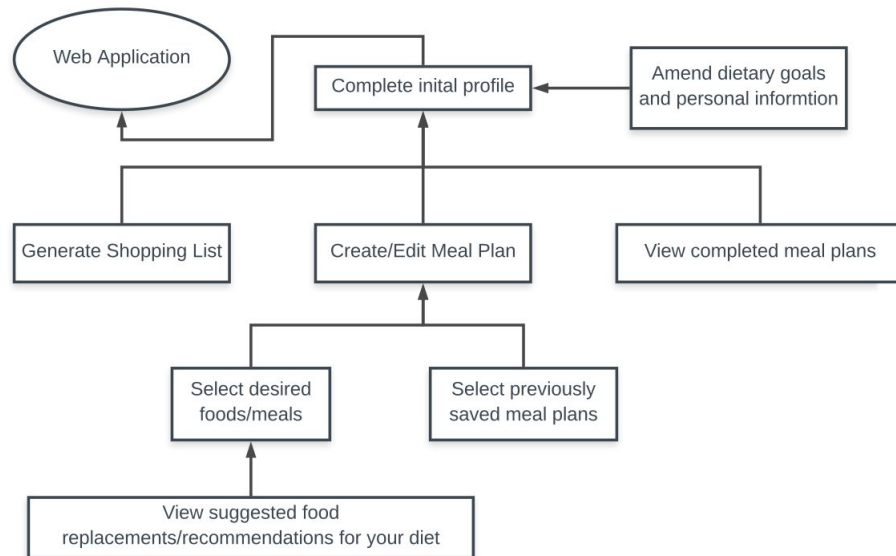 Web Application
Complete inital profile
Amend dietary goals
and personal informtion
Generate Shopping List
Create/Edit Meal Plan
View completed meal plans
Select desired
foods/meals
Select previously
saved meal plans
View suggested food
replacements/recommendations for your diet